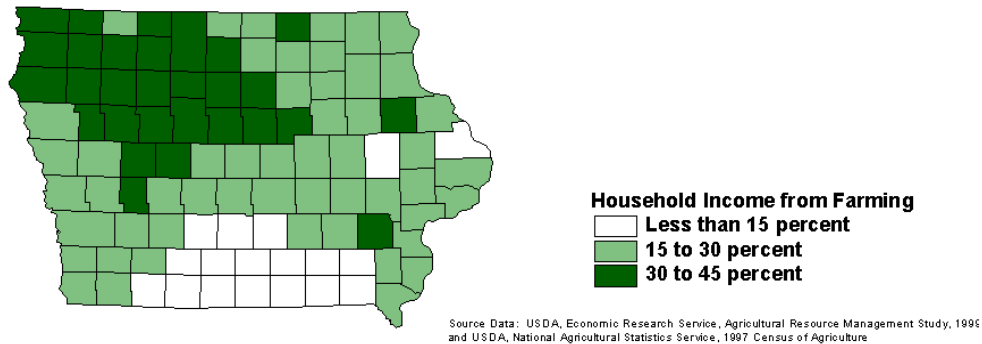 Household Income from Farming
Less than 15 percent
15 to 30 percent
30 to 45 percent
Source Data: USDA, Economic Research Service, Agricultural Resource Management Study, 1999
and USDA, National Agricultural Statistics Service, 1997 Census of Agriculture